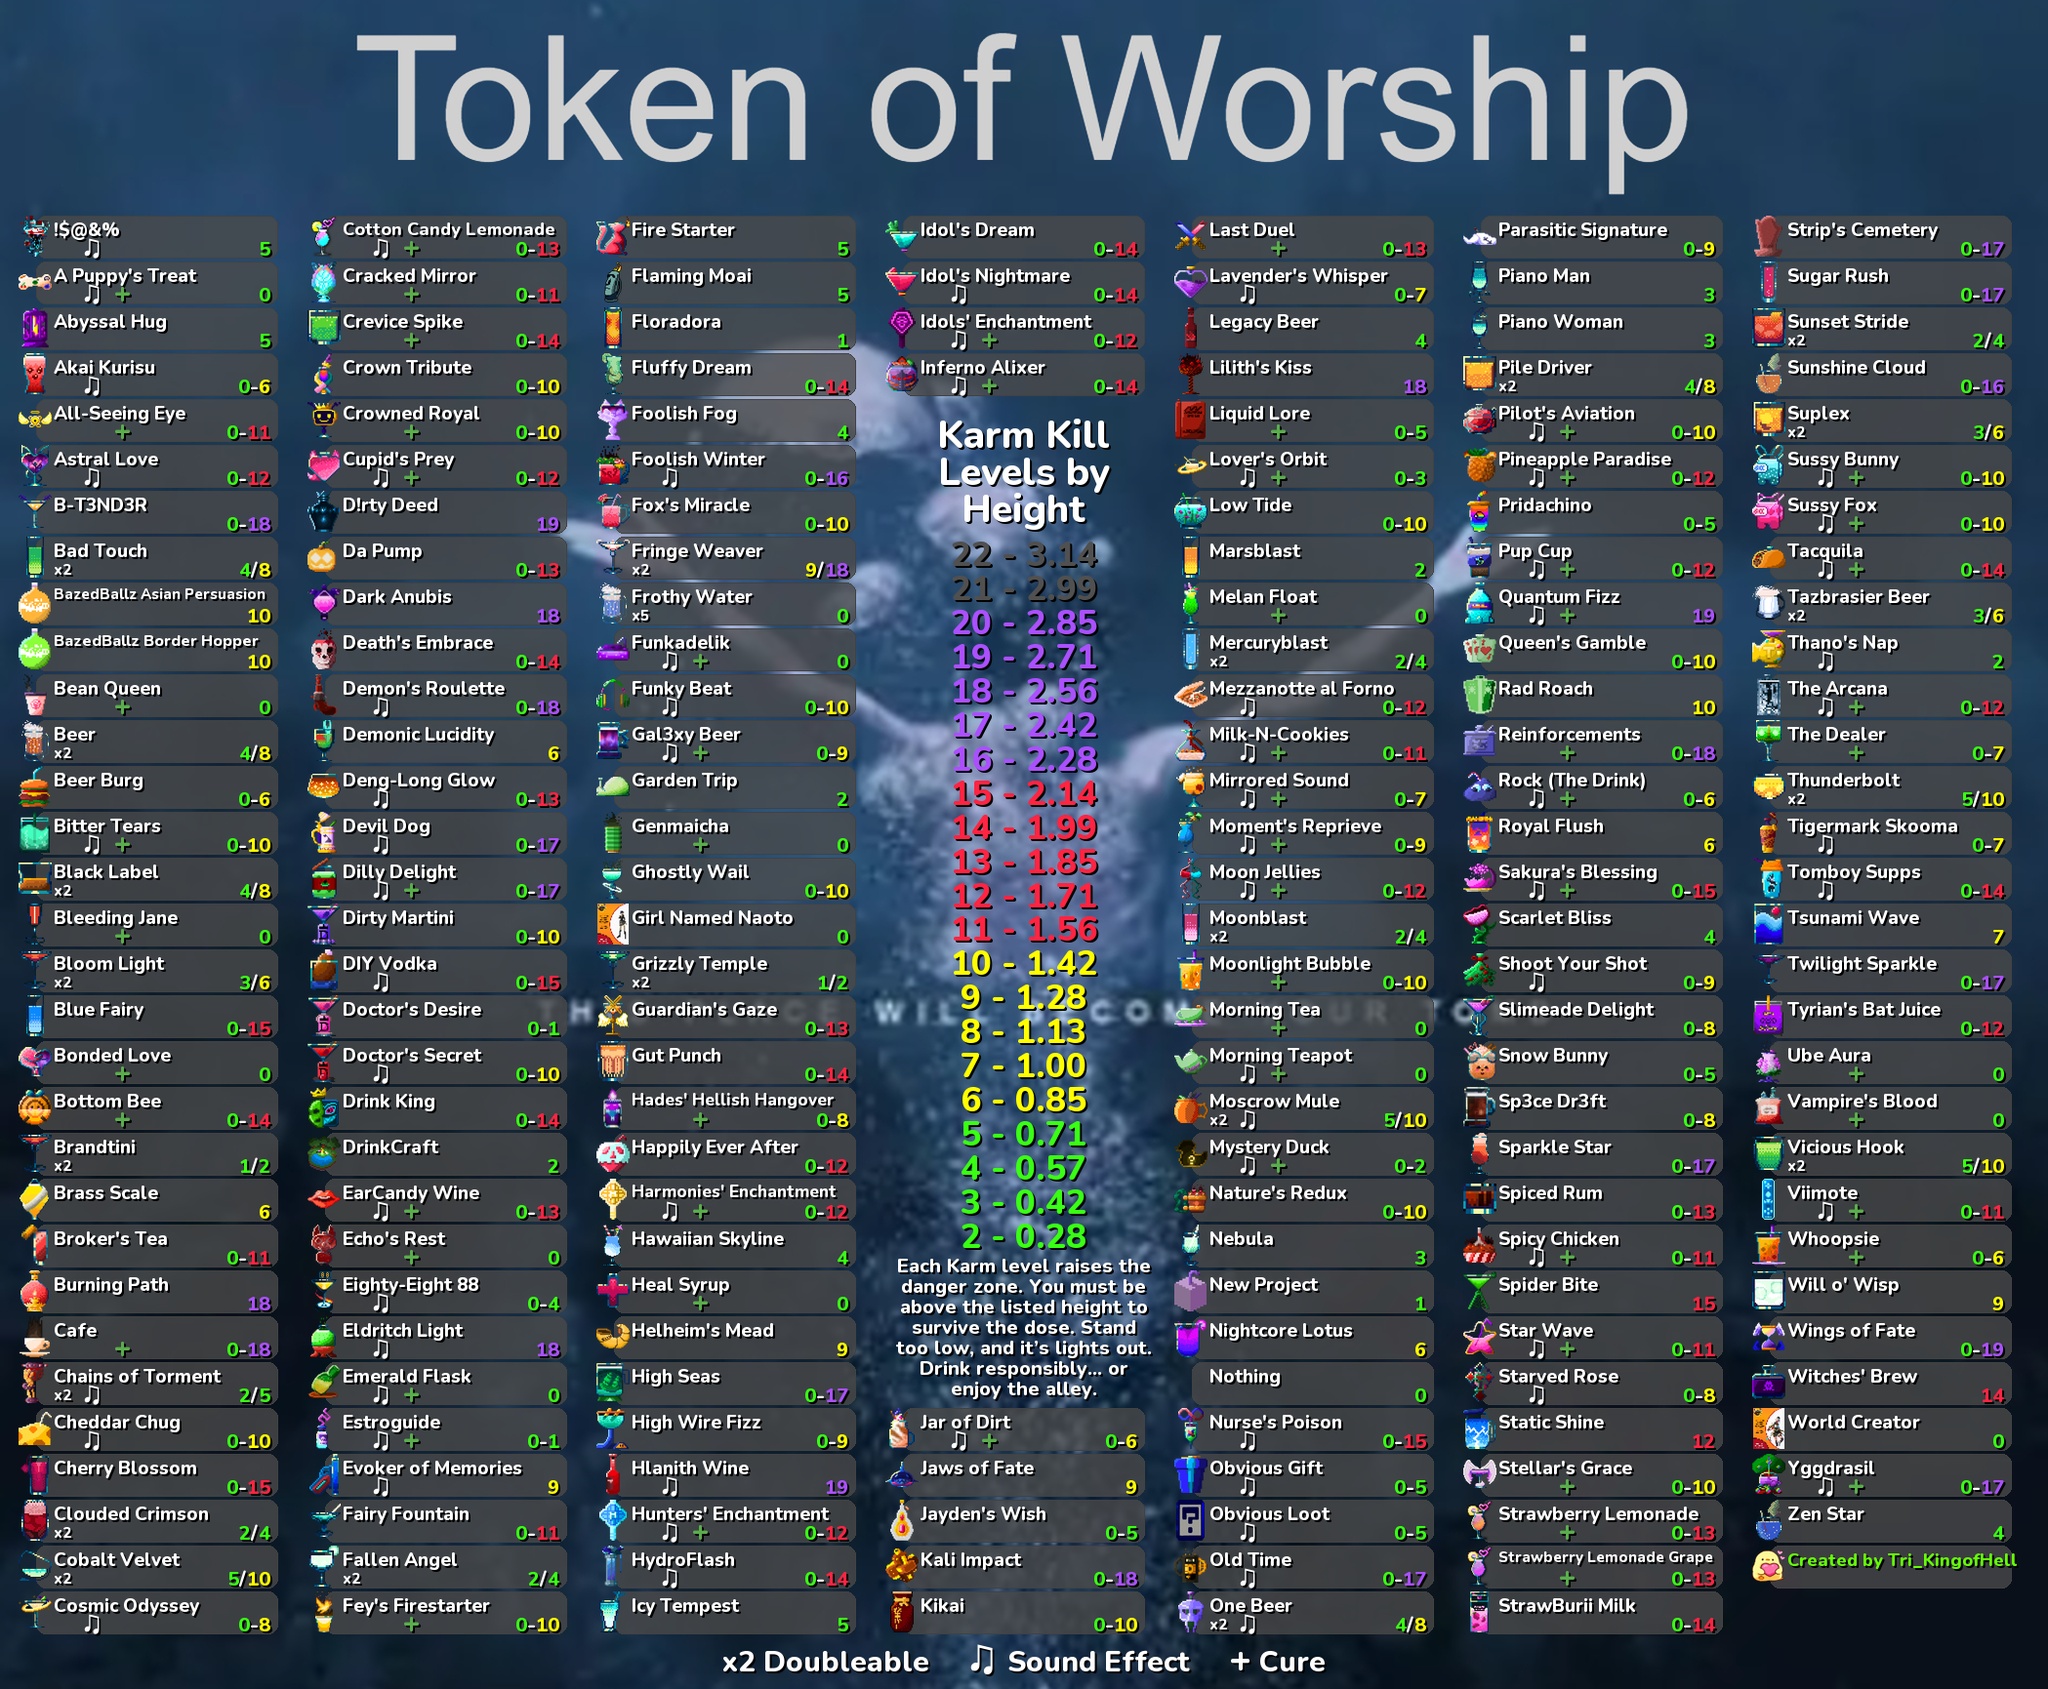 Token of Worship
!$@&%
♫ 5
A Puppy's Treat
♫ + 0
Abyssal Hug
5
Akai Kurisu
♫ 0-6
All-Seeing Eye
+ 0-11
Astral Love
♫ 0-12
B-T3ND3R
0-18
Bad Touch
x2 4/8
BazedBallz Asian Persuasion
10
BazedBallz Border Hopper
10
Bean Queen
+ 0
Beer
x2 4/8
Beer Burg
0-6
Bitter Tears
♫ + 0-10
Black Label
x2 4/8
Bleeding Jane
+ 0
Bloom Light
x2 3/6
Blue Fairy
0-15
Bonded Love
+ 0
Bottom Bee
+ 0-14
Brandtini
x2 1/2
Brass Scale
6
Broker's Tea
0-11
Burning Path
18
Cafe
+ 0-18
Chains of Torment
x2 ♫ 2/5
Cheddar Chug
♫ 0-10
Cherry Blossom
0-15
Clouded Crimson
x2 2/4
Cobalt Velvet
x2 5/10
Cosmic Odyssey
♫ 0-8
Cotton Candy Lemonade
♫ + 0-13
Cracked Mirror
+ 0-11
Crevice Spike
+ 0-14
Crown Tribute
0-10
Crowned Royal
+ 0-10
Cupid's Prey
♫ + 0-12
D!rty Deed
19
Da Pump
0-13
Dark Anubis
18
Death's Embrace
0-14
Demon's Roulette
♫ 0-18
Demonic Lucidity
6
Deng-Long Glow
♫ 0-13
Devil Dog
♫ 0-17
Dilly Delight
♫ + 0-17
Dirty Martini
0-10
DIY Vodka
♫ 0-15
Doctor's Desire
0-1
Doctor's Secret
♫ 0-10
Drink King
0-14
DrinkCraft
2
EarCandy Wine
♫ + 0-13
Echo's Rest
+ 0
Eighty-Eight 88
♫ 0-4
Eldritch Light
♫ 18
Emerald Flask
♫ + 0
Estroguide
♫ + 0-1
Evoker of Memories
♫ 9
Fairy Fountain
0-11
Fallen Angel
x2 2/4
Fey's Firestarter
+ 0-10
Fire Starter
5
Flaming Moai
5
Floradora
1
Fluffy Dream
0-14
Foolish Fog
4
Foolish Winter
♫ 0-16
Fox's Miracle
0-10
Fringe Weaver
x2 9/18
Frothy Water
x5 0
Funkadelik
♫ + 0
Funky Beat
♫ 0-10
Gal3xy Beer
♫ + 0-9
Garden Trip
2
Genmaicha
+ 0
Ghostly Wail
0-10
Girl Named Naoto
0
Grizzly Temple
x2 1/2
Guardian's Gaze
0-13
Gut Punch
0-14
Hades' Hellish Hangover
+ 0-8
Happily Ever After
0-12
Harmonies' Enchantment
♫ + 0-12
Hawaiian Skyline
4
Heal Syrup
+ 0
Helheim's Mead
9
High Seas
0-17
High Wire Fizz
0-9
Hlanith Wine
19
Hunters' Enchantment
♫ + 0-12
HydroFlash
♫ 0-14
Icy Tempest
5
Idol's Dream
0-14
Idol's Nightmare
♫ 0-14
Idols' Enchantment
♫ + 0-12
Inferno Alixer
♫ + 0-14
Karm Kill
Levels by
Height
22 - 3.14
21 - 2.99
20 - 2.85
19 - 2.71
18 - 2.56
17 - 2.42
16 - 2.28
15 - 2.14
14 - 1.99
13 - 1.85
12 - 1.71
11 - 1.56
10 - 1.42
9 - 1.28
8 - 1.13
7 - 1.00
6 - 0.85
5 - 0.71
4 - 0.57
3 - 0.42
2 - 0.28
Each Karm level raises the
danger zone. You must be
above the listed height to
survive the dose. Stand
too low, and it's lights out.
Drink responsibly... or
enjoy the alley.
Jar of Dirt
♫ + 0-6
Jaws of Fate
9
Jayden's Wish
0-5
Kali Impact
0-18
Kikai
0-10
Last Duel
+ 0-13
Lavender's Whisper
♫ 0-7
Legacy Beer
4
Lilith's Kiss
18
Liquid Lore
+ 0-5
Lover's Orbit
♫ + 0-3
Low Tide
0-10
Marsblast
2
Melan Float
+ 0
Mercuryblast
x2 2/4
Mezzanotte al Forno
♫ 0-12
Milk-N-Cookies
♫ + 0-11
Mirrored Sound
♫ + 0-7
Moment's Reprieve
♫ + 0-9
Moon Jellies
♫ + 0-12
Moonblast
x2 2/4
Moonlight Bubble
+ 0-10
Morning Tea
+ 0
Morning Teapot
♫ + 0
Moscrow Mule
x2 ♫ 5/10
Mystery Duck
♫ + 0-2
Nature's Redux
0-10
Nebula
3
New Project
1
Nightcore Lotus
6
Nothing
0
Nurse's Poison
♫ 0-15
Obvious Gift
♫ 0-5
Obvious Loot
♫ 0-5
Old Time
♫ 0-17
One Beer
x2 ♫ 4/8
Parasitic Signature
0-9
Piano Man
3
Piano Woman
3
Pile Driver
x2 4/8
Pilot's Aviation
♫ + 0-10
Pineapple Paradise
♫ + 0-12
Pridachino
0-5
Pup Cup
♫ + 0-12
Quantum Fizz
♫ + 19
Queen's Gamble
0-10
Rad Roach
10
Reinforcements
+ 0-18
Rock (The Drink)
♫ + 0-6
Royal Flush
6
Sakura's Blessing
♫ + 0-15
Scarlet Bliss
4
Shoot Your Shot
♫ 0-9
Slimeade Delight
0-8
Snow Bunny
0-5
Sp3ce Dr3ft
0-8
Sparkle Star
0-17
Spiced Rum
0-13
Spicy Chicken
♫ + 0-11
Spider Bite
15
Star Wave
♫ + 0-11
Starved Rose
♫ 0-8
Static Shine
12
Stellar's Grace
+ 0-10
Strawberry Lemonade
+ 0-13
Strawberry Lemonade Grape
+ 0-13
StrawBurii Milk
0-14
Strip's Cemetery
0-17
Sugar Rush
0-17
Sunset Stride
x2 2/4
Sunshine Cloud
0-16
Suplex
x2 3/6
Sussy Bunny
♫ + 0-10
Sussy Fox
♫ + 0-10
Tacquila
♫ + 0-14
Tazbrasier Beer
x2 3/6
Thano's Nap
♫ 2
The Arcana
♫ + 0-12
The Dealer
+ 0-7
Thunderbolt
x2 5/10
Tigermark Skooma
♫ 0-7
Tomboy Supps
♫ 0-14
Tsunami Wave
7
Twilight Sparkle
0-17
Tyrian's Bat Juice
0-12
Ube Aura
+ 0
Vampire's Blood
+ 0
Vicious Hook
x2 5/10
Viimote
♫ + 0-11
Whoopsie
+ 0-6
Will o' Wisp
9
Wings of Fate
0-19
Witches' Brew
14
World Creator
0
Yggdrasil
♫ + 0-17
Zen Star
4
Created by Tri_KingofHell
x2 Doubleable ♫ Sound Effect + Cure